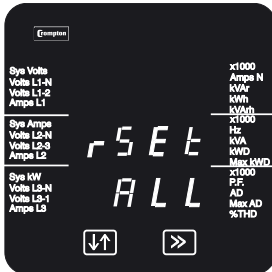 Crompton
Sys Volts
Volts L1-N
Volts L1-2
Amps L1
Sys Amps
Volts L2-N
Volts L2-3
Amps L2
Sys kW
Volts L3-N
Volts L3-1
Amps L3
rSEt
ALL
x1000
Amps N
kVAr
kWh
kVArh
x1000
Hz
kVA
kWD
Max kWD
x1000
P.F.
AD
Max AD
%THD